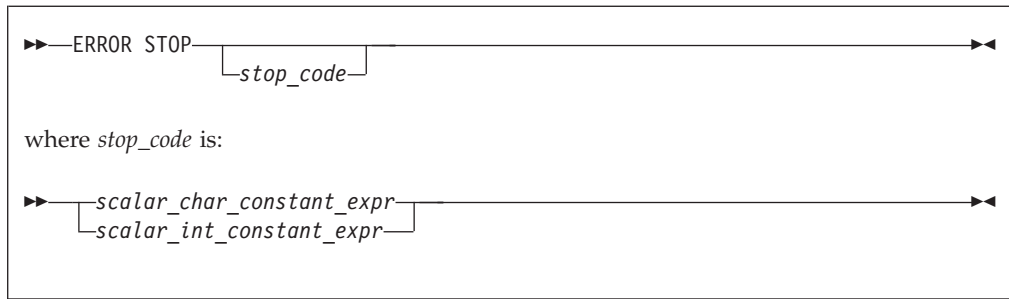 ERROR STOP
stop_code
where stop_code is:
scalar_char_constant_expr
scalar_int_constant_expr